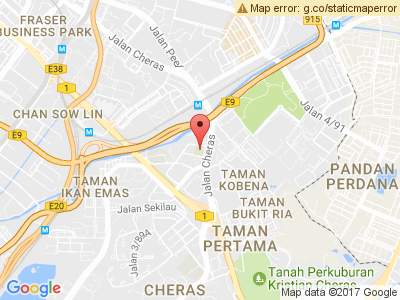 Map error: g.co/staticmaperror
FRASER
BUSINESS PARK
915
Jalan Cheras
Jalan Peel
E38
1
E9
Jalan 4/91
CHAN SOW LIN
E9
Jalan Cheras
TAMAN
IKAN EMAS
TAMAN
KOBENA
PANDAN
PERDANA
E20
Jalan Sekilau
1
TAMAN
BUKIT RIA
Jalan 3/894
TAMAN
PERTAMA
Tanah Perkuburan
Kristian Cheras
CHERAS
Google
Map data ©2017 Google